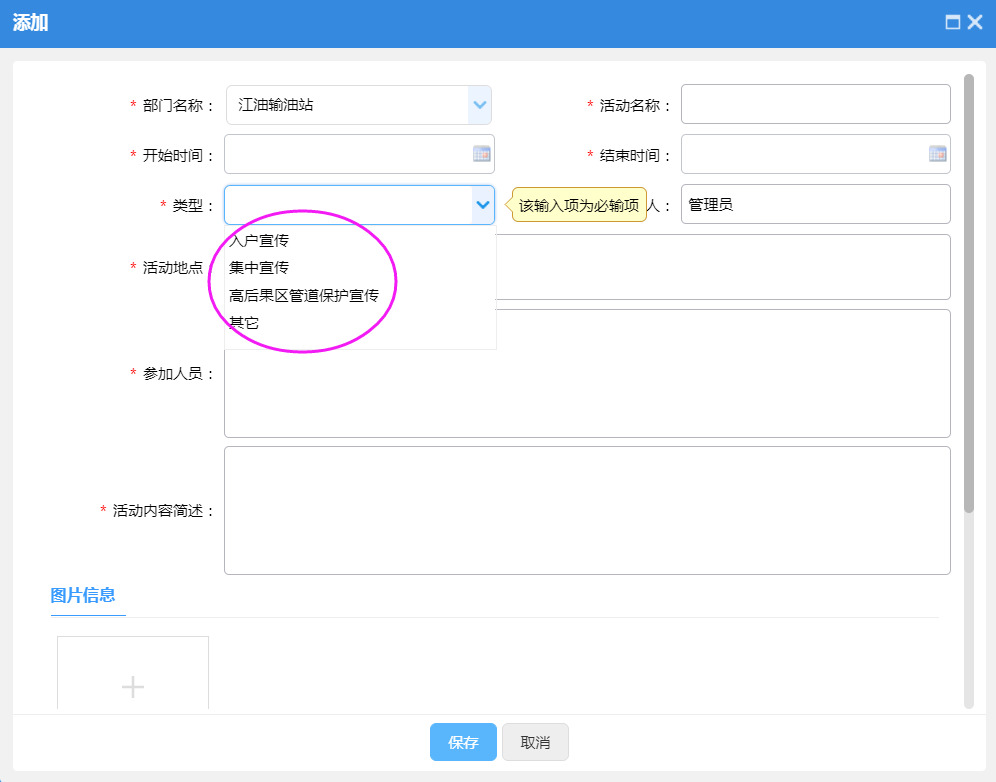 添加
* 部门名称： 江油输油站 * 活动名称：
* 开始时间： * 结束时间：
* 类型： 该输入项为必输项 人： 管理员
入户宣传
* 活动地点 集中宣传
高后果区管道保护宣传
其它
* 参加人员：
* 活动内容简述：
图片信息
保存 取消